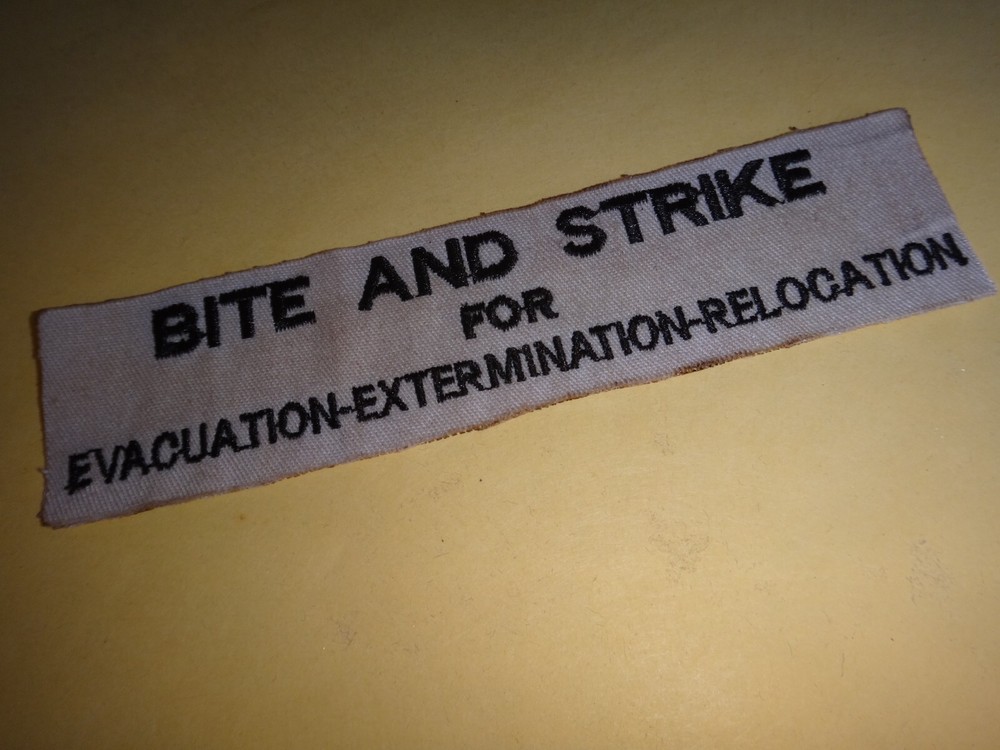 BITE AND STRIKE
FOR
EVACUATION-EXTERMINATION-RELOCATION